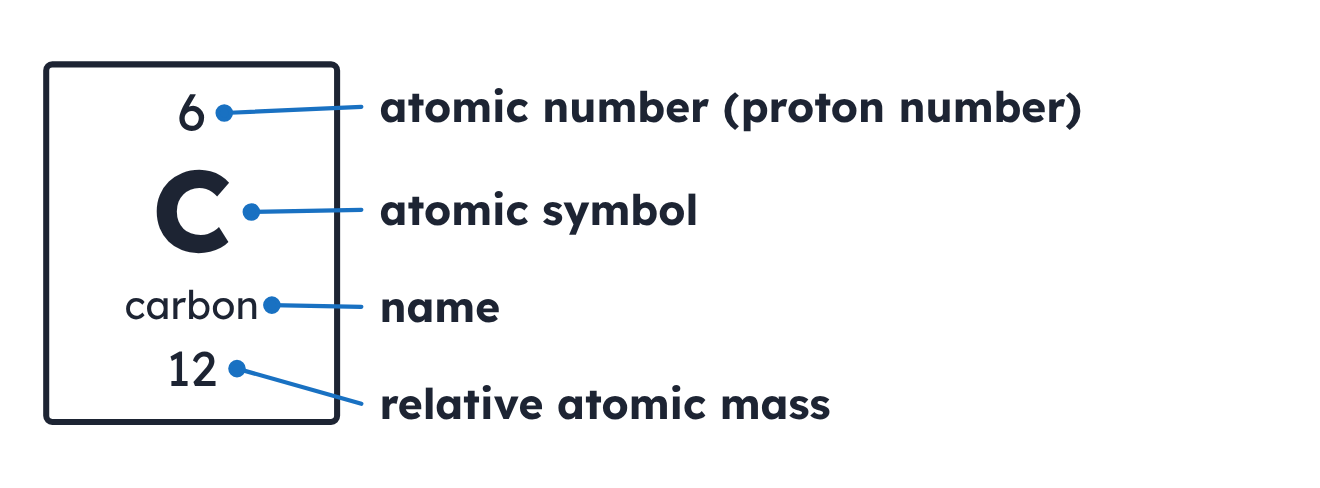 6
atomic number (proton number)
C
atomic symbol
carbon
name
12
relative atomic mass